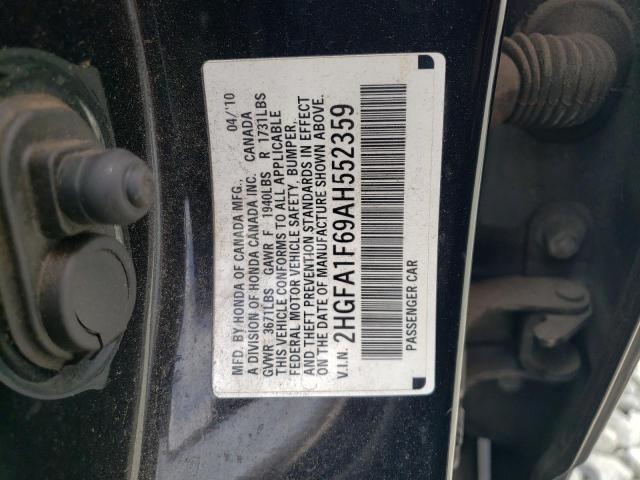 MFD. BY HONDA OF CANADA MFG., 04/'10
A DIVISION OF HONDA CANADA INC. CANADA
GVWR 3671LBS GAWR F 1940LBS R 1731LBS
THIS VEHICLE CONFORMS TO ALL APPLICABLE
FEDERAL MOTOR VEHICLE SAFETY, BUMPER,
AND THEFT PREVENTION STANDARDS IN EFFECT
ON THE DATE OF MANUFACTURE SHOWN ABOVE.
V.I.N. 2HGFA1F69AH552359
PASSENGER CAR